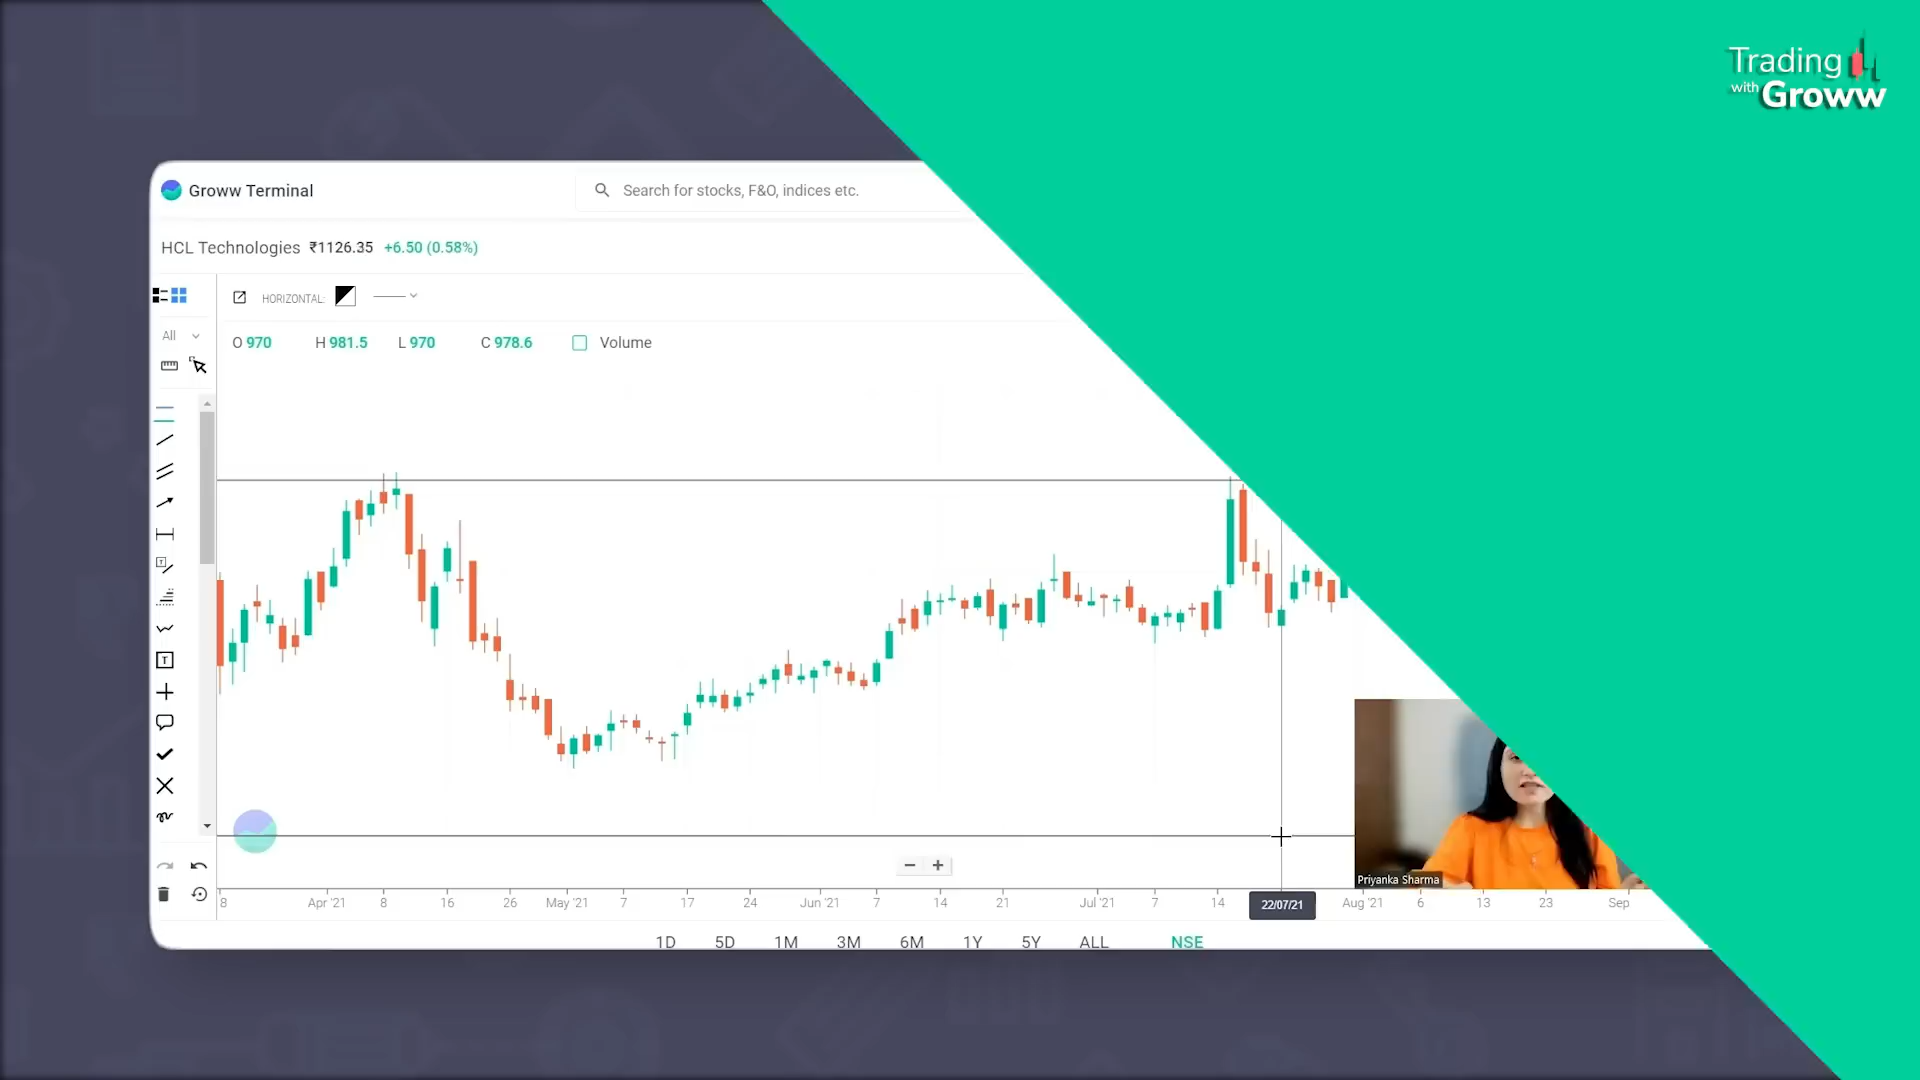 Trading
with Groww
Groww Terminal
Search for stocks, F&O, indices etc.
HCL Technologies ₹1126.35 +6.50 (0.58%)
HORIZONTAL:
All
O 970 H 981.5 L 970 C 978.6 Volume
T
T
Priyanka Sharma
8 Apr '21 8 16 26 May '21 7 17 24 Jun '21 7 14 21 Jul '21 7 14 22/07/21 Aug '21 6 13 23 Sep
1D 5D 1M 3M 6M 1Y 5Y ALL NSE